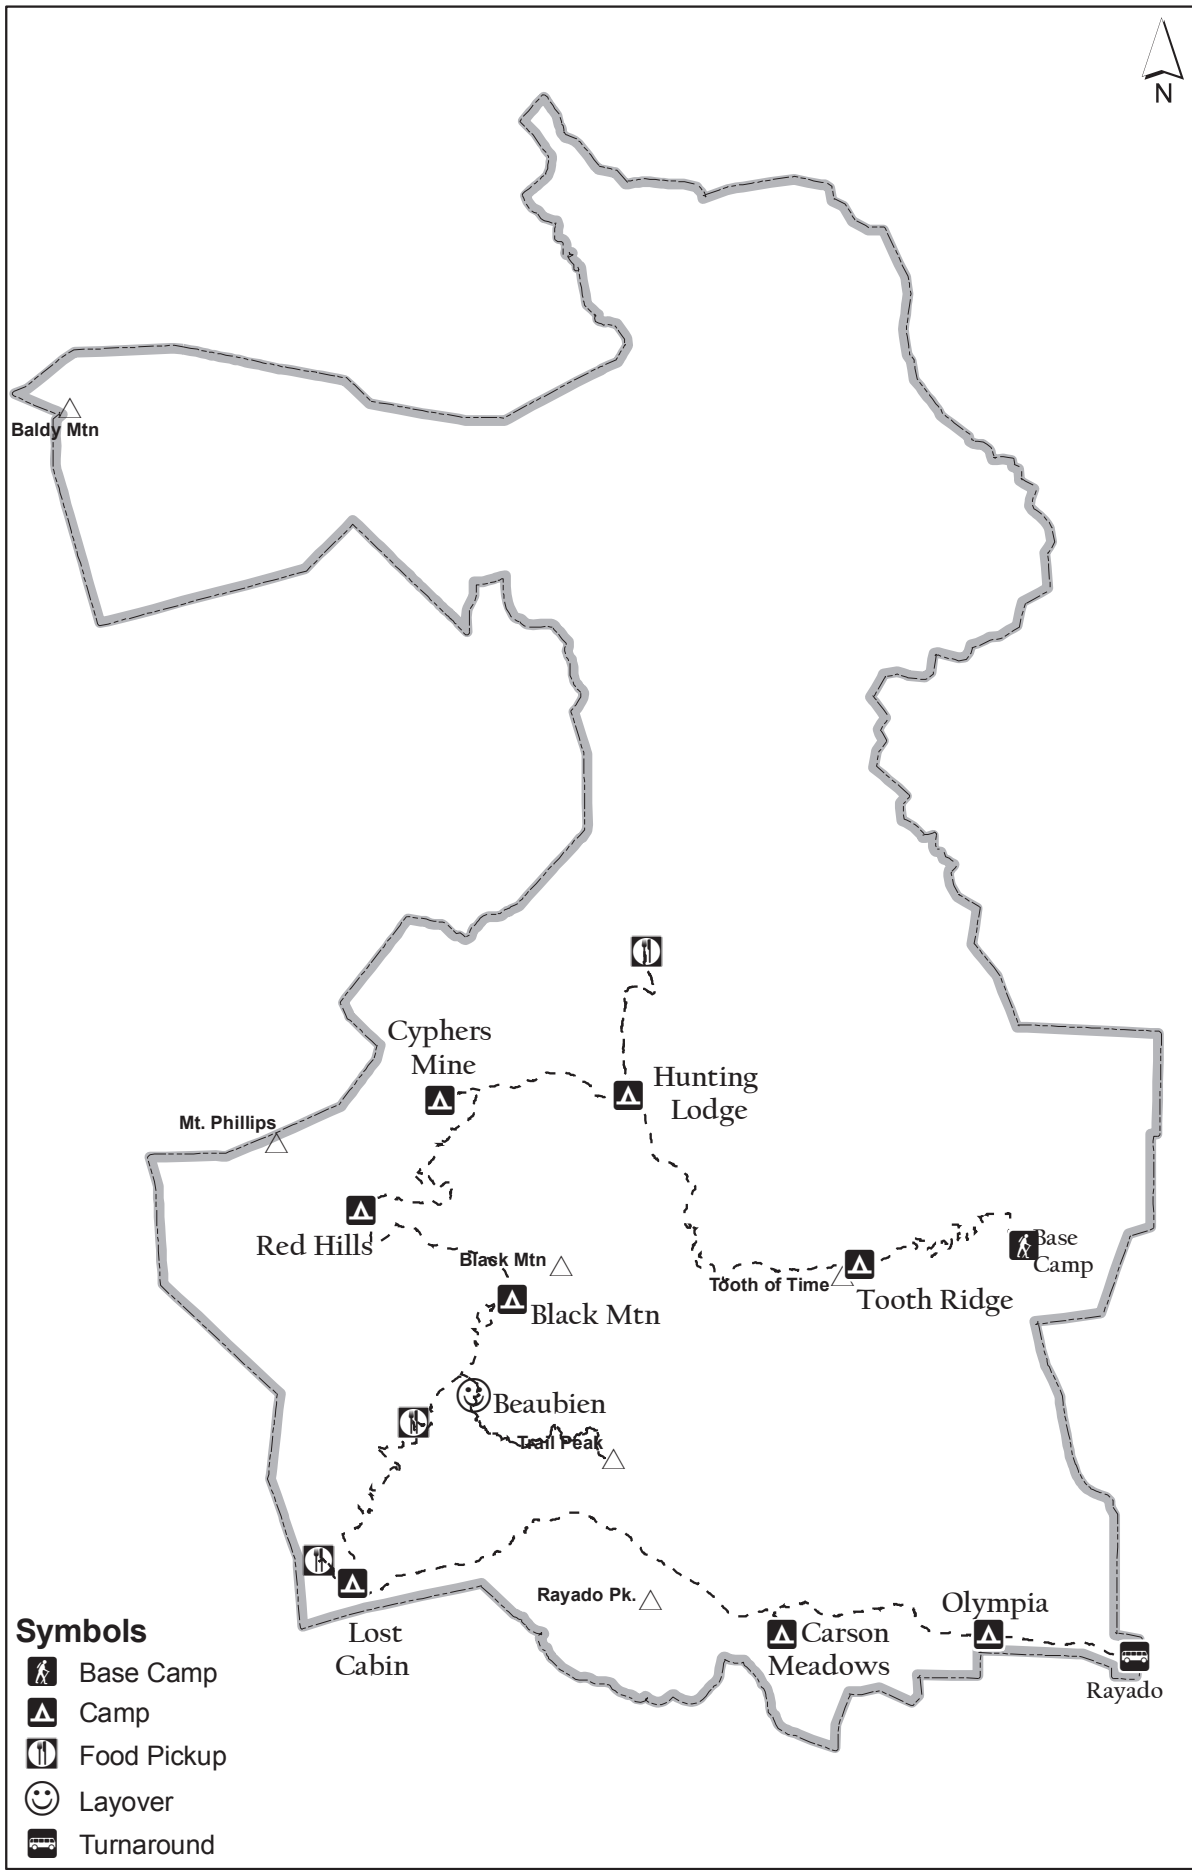 N
Baldy Mtn
Cyphers
Mine
Hunting
Lodge
Mt. Phillips
Red Hills
Black Mtn
Base
Camp
Tooth of Time
Tooth Ridge
Black Mtn
Beaubien
Trail Peak
Rayado Pk.
Olympia
Lost
Cabin
Carson
Meadows
Rayado
Symbols
Base Camp
Camp
Food Pickup
Layover
Turnaround